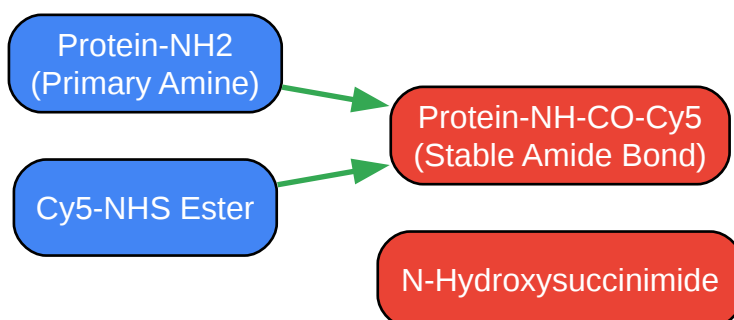 Protein-NH2
(Primary Amine)
Cy5-NHS Ester
Protein-NH-CO-Cy5
(Stable Amide Bond)
N-Hydroxysuccinimide